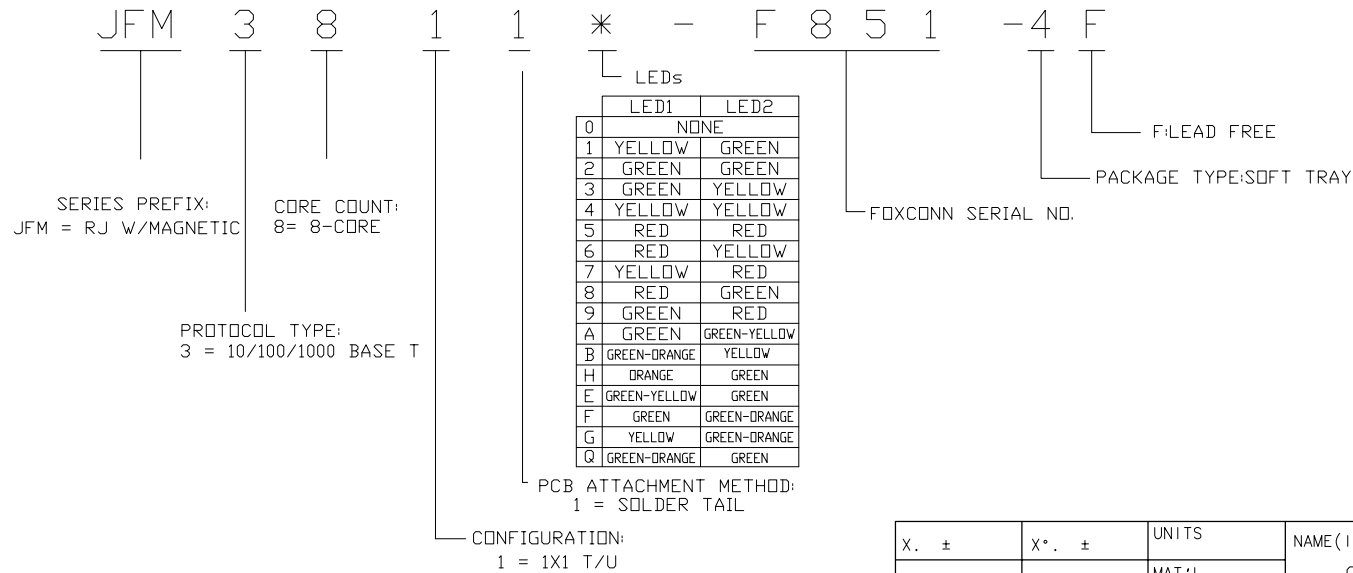 JFM 3 8 1 1 * - F 8 5 1 -4 F
LEDs
LED1 LED2
0 NONE
1 YELLOW GREEN
2 GREEN GREEN
3 GREEN YELLOW
4 YELLOW YELLOW
5 RED RED
6 RED YELLOW
7 YELLOW RED
8 RED GREEN
9 GREEN RED
A GREEN GREEN-YELLOW
B GREEN-ORANGE YELLOW
H ORANGE GREEN
E GREEN-YELLOW GREEN
F GREEN GREEN-ORANGE
G YELLOW GREEN-ORANGE
Q GREEN-ORANGE GREEN
F:LEAD FREE
PACKAGE TYPE:SOFT TRAY
FOXCONN SERIAL NO.
SERIES PREFIX:
JFM = RJ W/MAGNETIC
CORE COUNT:
8= 8-CORE
PROTOCOL TYPE:
3 = 10/100/1000 BASE T
PCB ATTACHMENT METHOD:
1 = SOLDER TAIL
CONFIGURATION:
1 = 1X1 T/U
X. ± X°. ± UNITS NAME(